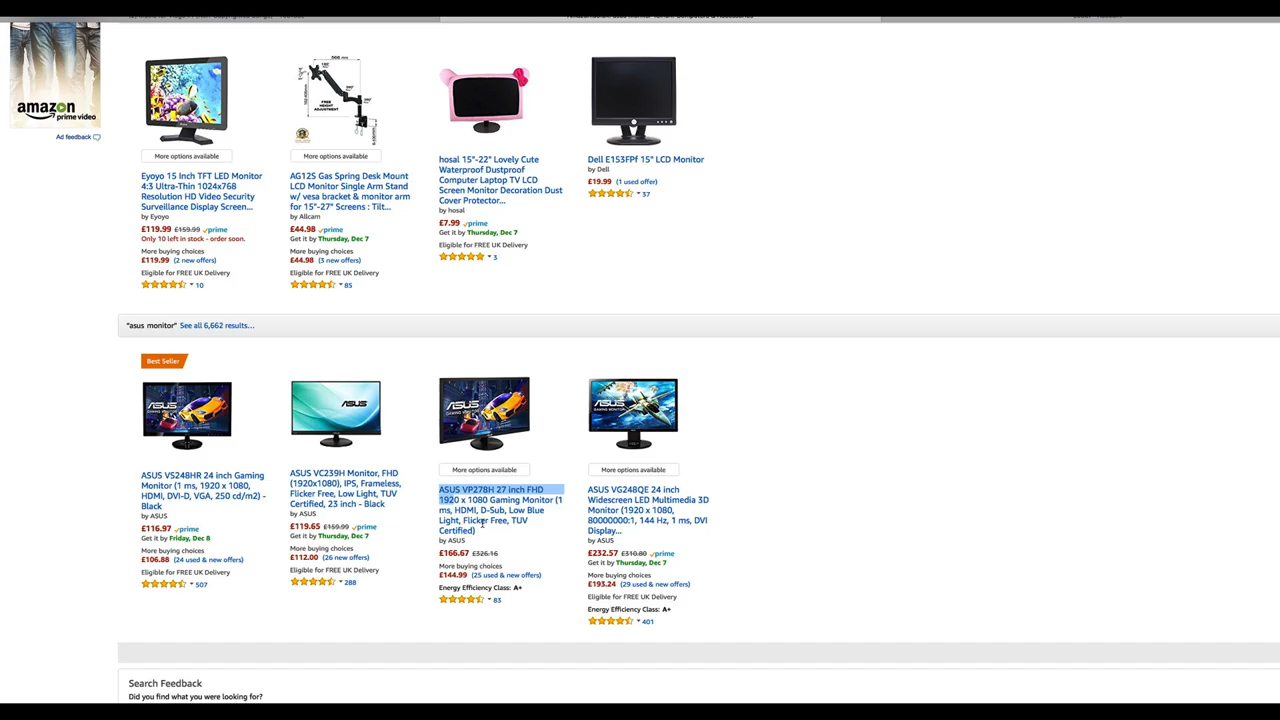 amazon
prime video
Ad feedback
More options available
Eyoyo 15 Inch TFT LED Monitor
4:3 Ultra-Thin 1024x768
Resolution HD Video Security
Surveillance Display Screen...
by Eyoyo
£119.99 £159.99 prime
Only 10 left in stock - order soon.
More buying choices
£119.99 (2 new offers)
Eligible for FREE UK Delivery
10
FREE
HEIGHT
ADJUSTMENT
More options available
AG12S Gas Spring Desk Mount
LCD Monitor Single Arm Stand
w/ vesa bracket & monitor arm
for 15"-27" Screens : Tilt...
by Allcam
£44.98 prime
Get it by Thursday, Dec 7
More buying choices
£44.98 (3 new offers)
Eligible for FREE UK Delivery
85
hosal 15"-22" Lovely Cute
Waterproof Dustproof
Computer Laptop TV LCD
Screen Monitor Decoration Dust
Cover Protector...
by hosal
£7.99 prime
Get it by Thursday, Dec 7
Eligible for FREE UK Delivery
3
Dell E153FPf 15" LCD Monitor
by Dell
£19.99 (1 used offer)
37
"asus monitor" See all 6,662 results...
Best Seller
ASUS VS248HR 24 inch Gaming
Monitor (1 ms, 1920 x 1080,
HDMI, DVI-D, VGA, 250 cd/m2) -
Black
by ASUS
£116.97 prime
Get it by Friday, Dec 8
More buying choices
£106.88 (24 used & new offers)
Eligible for FREE UK Delivery
507
ASUS
ASUS VC239H Monitor, FHD
(1920x1080), IPS, Frameless,
Flicker Free, Low Light, TUV
Certified, 23 inch - Black
by ASUS
£119.65 £159.99 prime
Get it by Thursday, Dec 7
More buying choices
£112.00 (26 new offers)
Eligible for FREE UK Delivery
288
ASUS
More options available
ASUS VP278H 27 inch FHD
1920 x 1080 Gaming Monitor (1
ms, HDMI, D-Sub, Low Blue
Light, Flicker Free, TUV
Certified)
by ASUS
£166.67 £326.16
More buying choices
£144.99 (25 used & new offers)
Energy Efficiency Class: A+
83
ASUS
More options available
ASUS VG248QE 24 inch
Widescreen LED Multimedia 3D
Monitor (1920 x 1080,
80000000:1, 144 Hz, 1 ms, DVI
Display...
by ASUS
£232.57 £310.80 prime
Get it by Thursday, Dec 7
More buying choices
£193.24 (29 used & new offers)
Eligible for FREE UK Delivery
Energy Efficiency Class: A+
401
Search Feedback
Did you find what you were looking for?